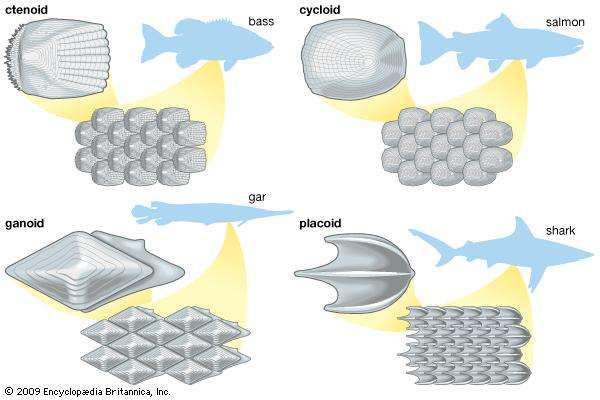 ctenoid
bass
cycloid
salmon
ganoid
gar
placoid
shark
© 2009 Encyclopædia Britannica, Inc.